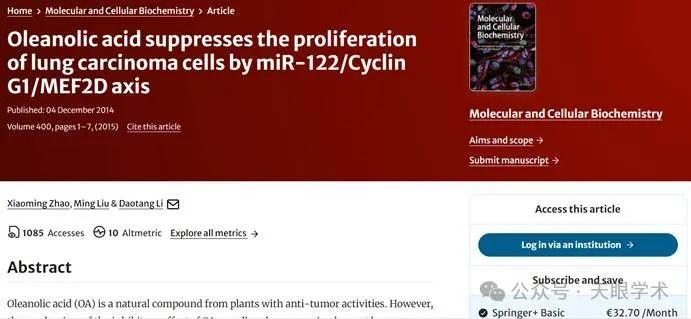 Home > Molecular and Cellular Biochemistry > Article
Oleanolic acid suppresses the proliferation
of lung carcinoma cells by miR-122/Cyclin
G1/MEF2D axis
Published: 04 December 2014
Volume 400, pages 1–7, (2015) Cite this article
Molecular
and Cellular
Biochemistry
Molecular and Cellular Biochemistry
Aims and scope →
Submit manuscript →
Xiaoming Zhao, Ming Liu & Daotang Li
1085 Accesses 10 Altmetric Explore all metrics →
Abstract
Oleanolic acid (OA) is a natural compound from plants with anti-tumor activities. However,
Access this article
Log in via an institution →
Subscribe and save
Springer+ Basic €32.70 /Month
公众号 · 天眼学术